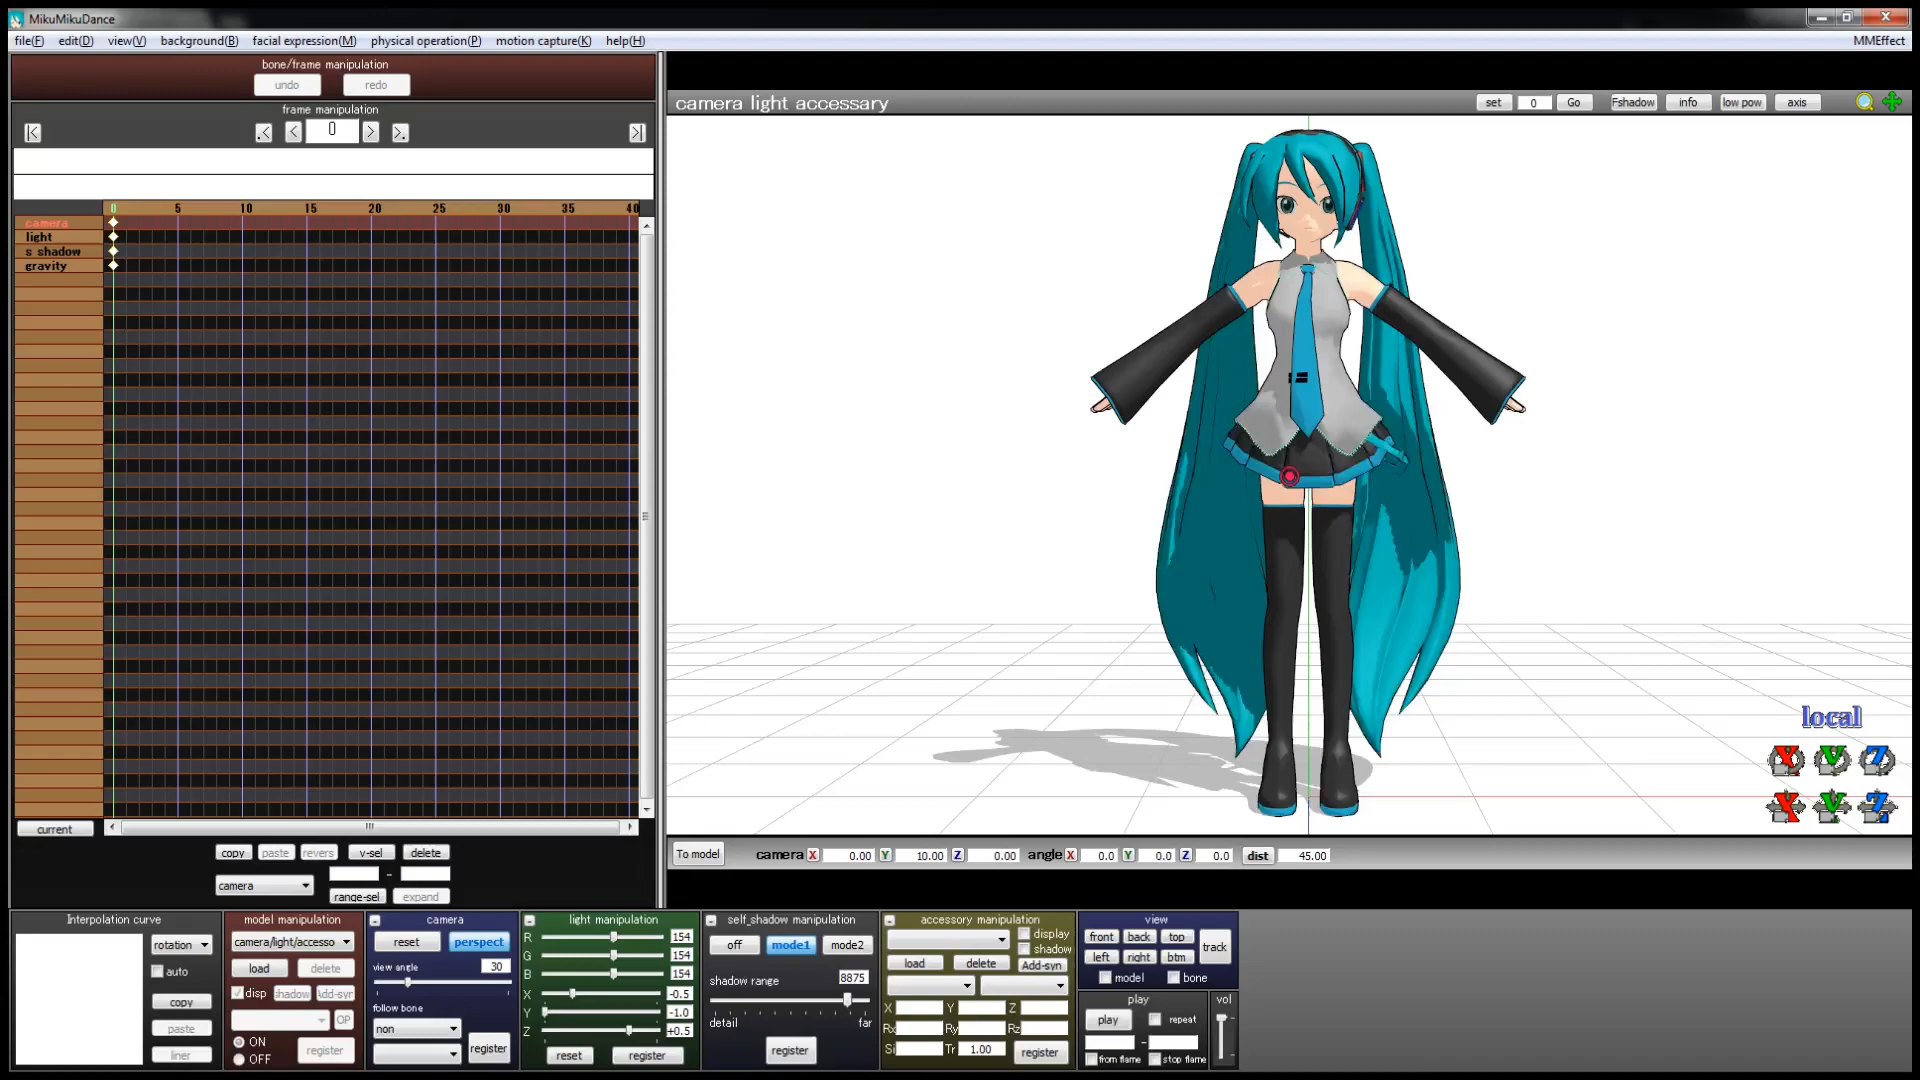 MikuMikuDance
file(F) edit(D) view(V) background(B) facial expression(M) physical operation(P) motion capture(K) help(H) MMEffect
bone/frame manipulation
undo redo
frame manipulation
0
camera light accessary set 0 Go Fshadow info low pow axis
0 5 10 15 20 25 30 35 40
camera
light
s shadow
gravity
local
X Y Z
X Y Z
current
copy paste revers v-sel delete
-
camera
range-sel expand
To model camera X 0.00 Y 10.00 Z 0.00 angle X 0.0 Y 0.0 Z 0.0 dist 45.00
Interpolation curve
rotation
auto
copy
paste
liner
model manipulation
camera/light/accesso
load delete
disp shadow Add-syn
OP
ON
OFF
register
camera
reset perspect
view angle 30
follow bone
non
register
light manipulation
R 154
G 154
B 154
X -0.5
Y -1.0
Z +0.5
reset register
self_shadow manipulation
off mode1 mode2
shadow range 8875
detail far
register
accessory manipulation
display
shadow
load delete Add-syn
X Y Z
Rx Ry Rz
Si Tr 1.00 register
view
front back top
left right btm
track
model bone
play
play repeat
-
from flame stop flame
vol